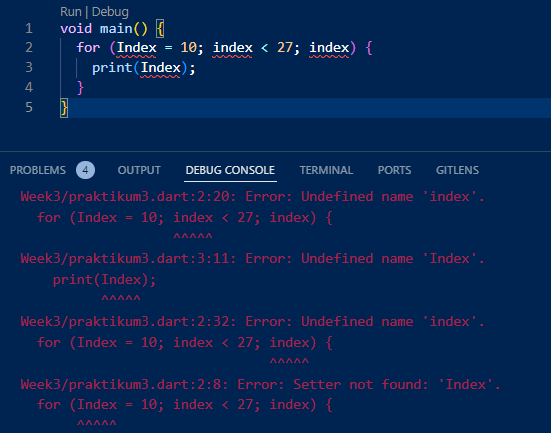 Run | Debug
1 void main() {
2 for (Index = 10; index < 27; index) {
3 print(Index);
4 }
5 }
PROBLEMS 4 OUTPUT DEBUG CONSOLE TERMINAL PORTS GITLENS
Week3/praktikum3.dart:2:20: Error: Undefined name 'index'.
for (Index = 10; index < 27; index) {
^^^^^
Week3/praktikum3.dart:3:11: Error: Undefined name 'Index'.
print(Index);
^^^^^
Week3/praktikum3.dart:2:32: Error: Undefined name 'index'.
for (Index = 10; index < 27; index) {
^^^^^
Week3/praktikum3.dart:2:8: Error: Setter not found: 'Index'.
for (Index = 10; index < 27; index) {
^^^^^